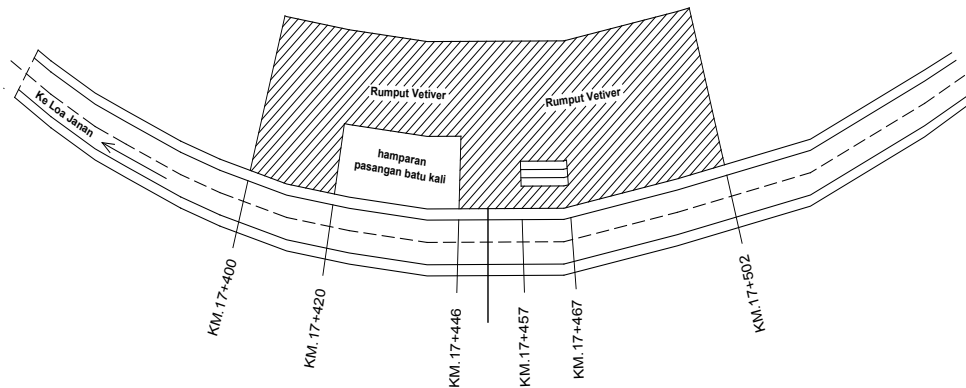 Rumput Vetiver
Rumput Vetiver
Ke Loa Janan
hamparan
pasangan batu kali
KM.17+400
KM.17+420
KM.17+446
KM.17+457
KM.17+467
KM.17+502